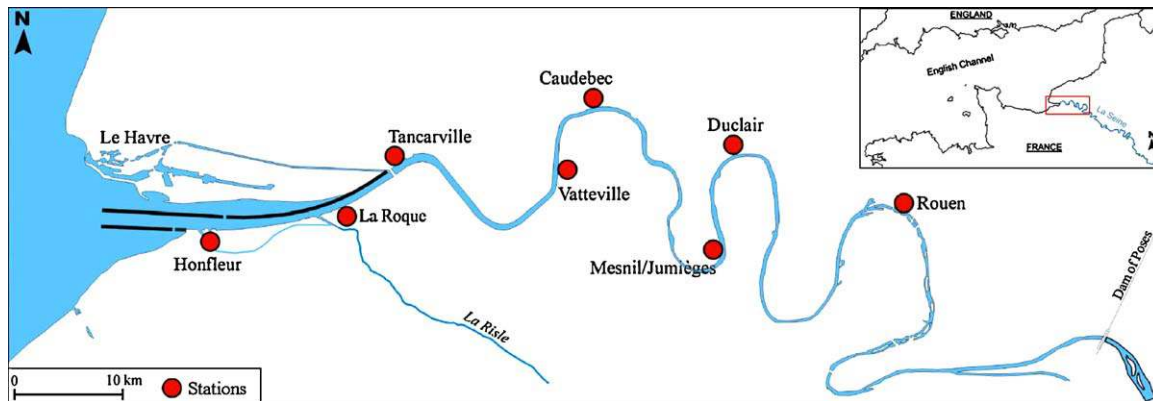 N
Le Havre
Tancarville
Caudebec
Duclair
Vatteville
La Roque
Honfleur
Mesnil/Jumièges
Rouen
La Risle
Dam of Poses
0 10 km
Stations
ENGLAND
English Channel
La Seine
FRANCE
N